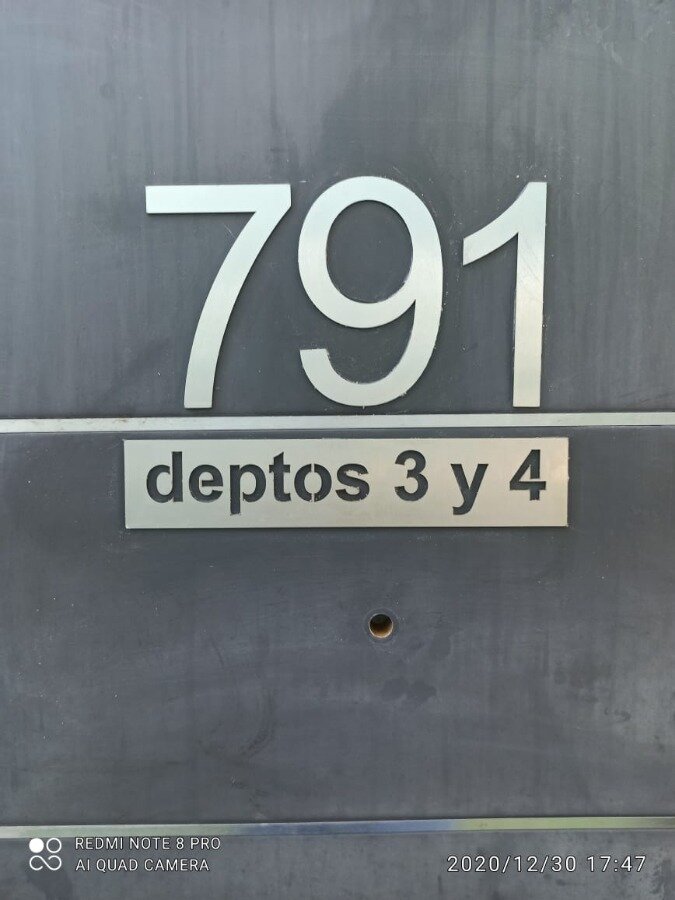 791
deptos 3 y 4
REDMI NOTE 8 PRO
AI QUAD CAMERA
2020/12/30 17:47